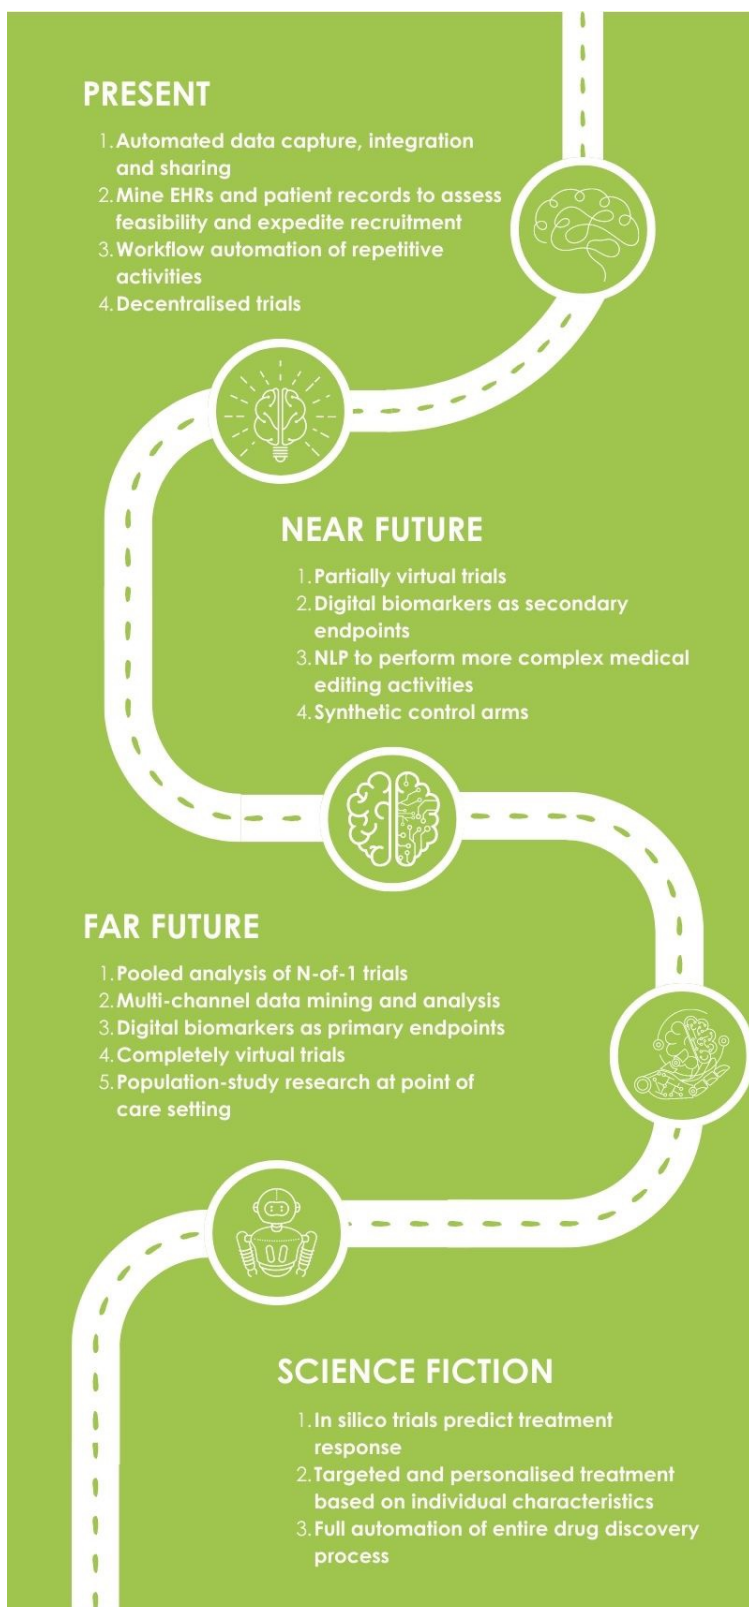 PRESENT
1. Automated data capture, integration
and sharing
2. Mine EHRs and patient records to assess
feasibility and expedite recruitment
3. Workflow automation of repetitive
activities
4. Decentralised trials
NEAR FUTURE
1. Partially virtual trials
2. Digital biomarkers as secondary
endpoints
3. NLP to perform more complex medical
editing activities
4. Synthetic control arms
FAR FUTURE
1. Pooled analysis of N-of-1 trials
2. Multi-channel data mining and analysis
3. Digital biomarkers as primary endpoints
4. Completely virtual trials
5. Population-study research at point of
care setting
SCIENCE FICTION
1. In silico trials predict treatment
response
2. Targeted and personalised treatment
based on individual characteristics
3. Full automation of entire drug discovery
process